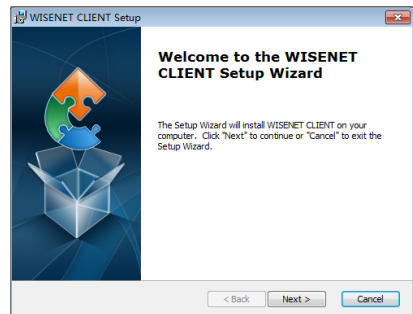 WISENET CLIENT Setup
Welcome to the WISENET
CLIENT Setup Wizard
The Setup Wizard will install WISENET CLIENT on your
computer. Click "Next" to continue or "Cancel" to exit the
Setup Wizard.
< Back Next > Cancel